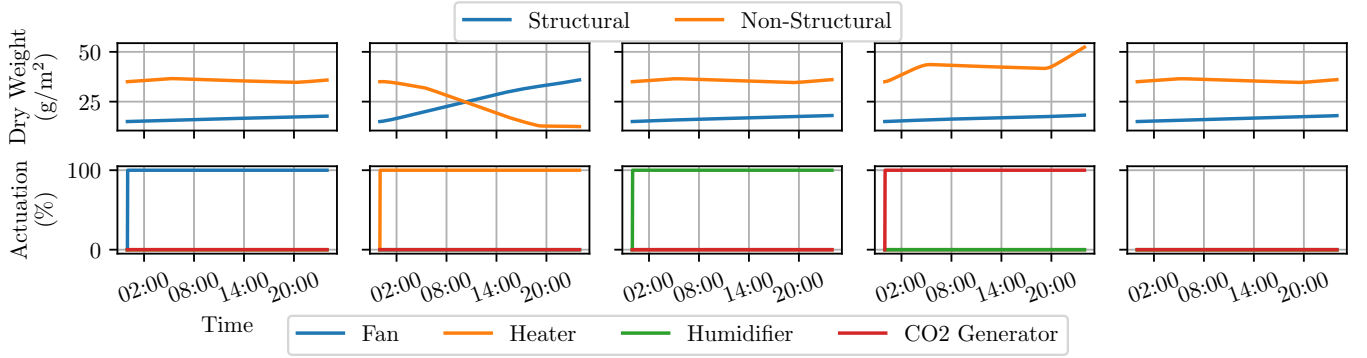 Structural Non-Structural
Dry Weight
(g/m²)
50
25
Actuation
(%)
100
0
02:00 08:00 14:00 20:00 02:00 08:00 14:00 20:00 02:00 08:00 14:00 20:00 02:00 08:00 14:00 20:00 02:00 08:00 14:00 20:00
Time
Fan Heater Humidifier CO2 Generator